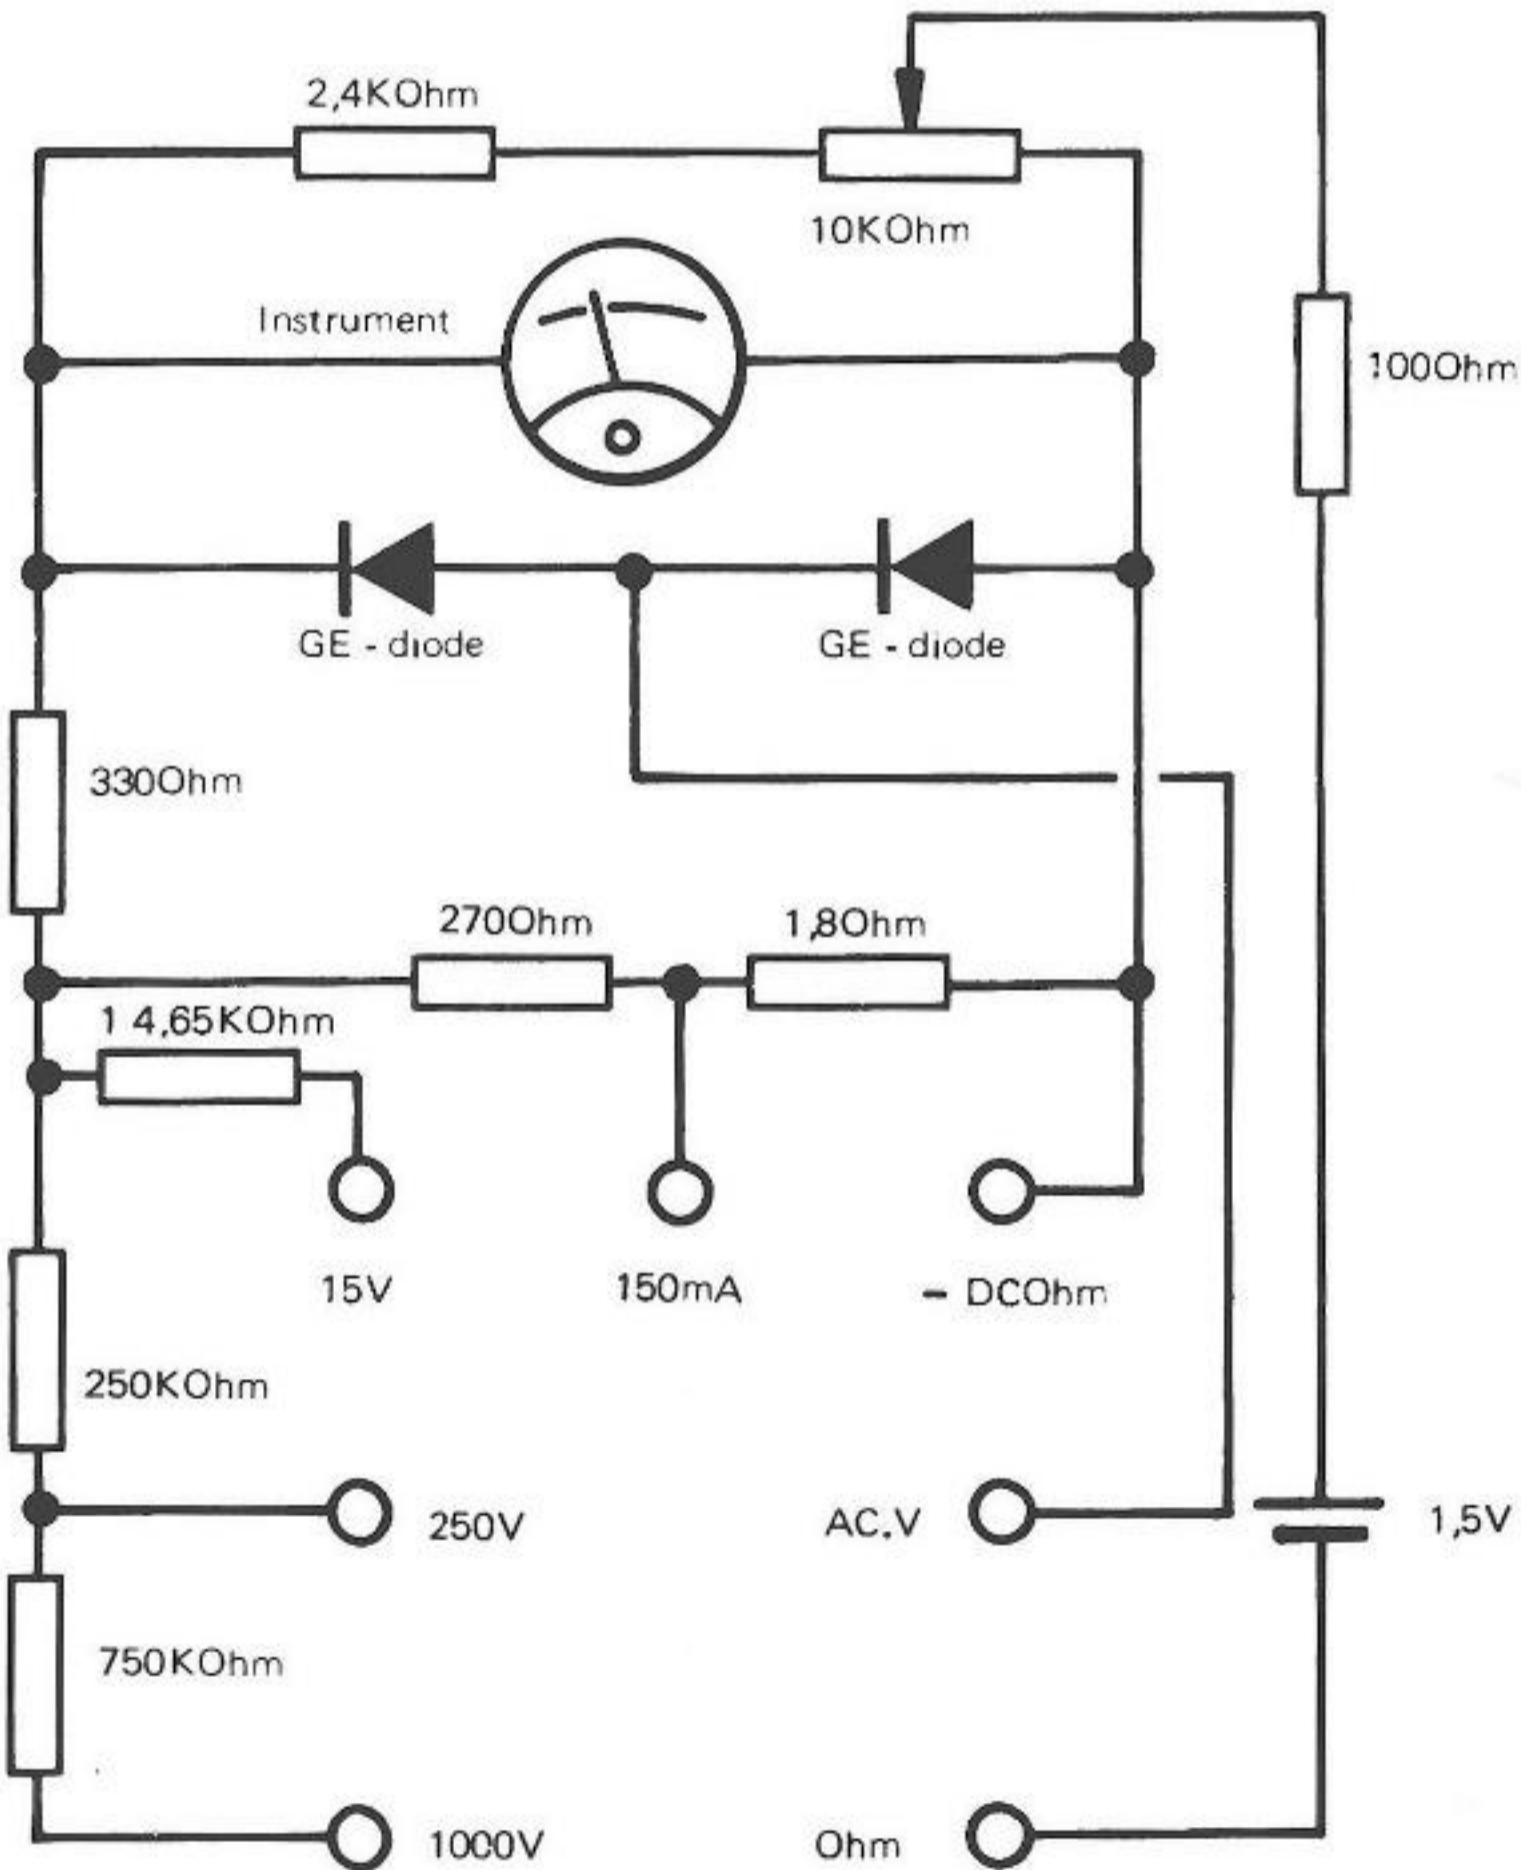 2,4KOhm
10KOhm
Instrument
100Ohm
GE - diode
GE - diode
330Ohm
270Ohm
1,8Ohm
1 4,65KOhm
15V
150mA
- DCOhm
250KOhm
250V
AC.V
1,5V
750KOhm
1000V
Ohm